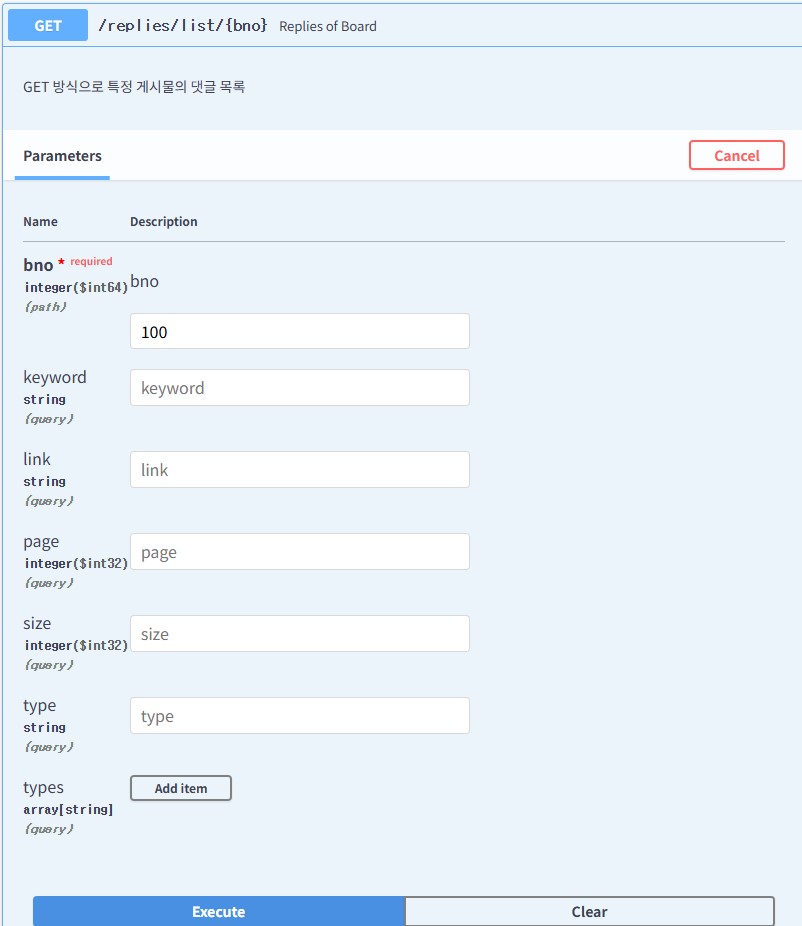 GET /replies/list/{bno} Replies of Board
GET 방식으로 특정 게시물의 댓글 목록
Parameters
Cancel
Name Description
bno * required
integer($int64)
(path)
bno
100
keyword
string
(query)
keyword
link
string
(query)
link
page
integer($int32)
(query)
page
size
integer($int32)
(query)
size
type
string
(query)
type
types
array[string]
(query)
Add item
Execute Clear